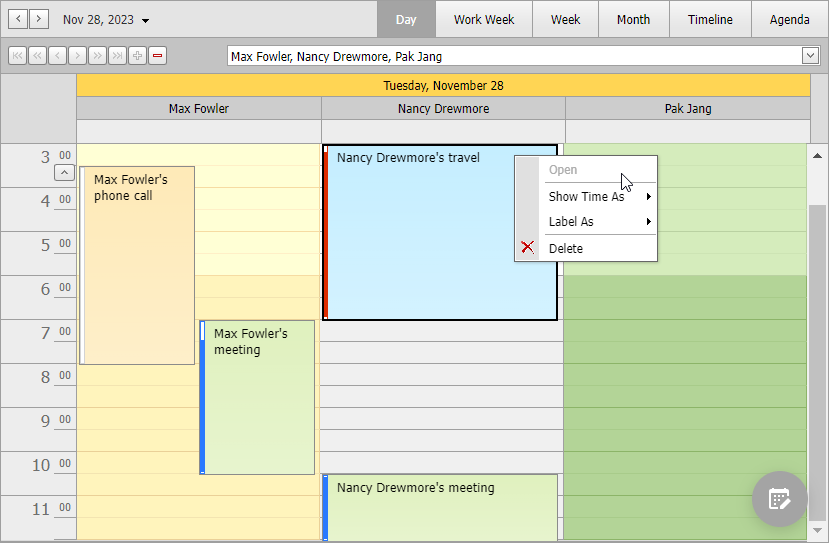 Nov 28, 2023
Day
Work Week
Week
Month
Timeline
Agenda
Max Fowler, Nancy Drewmore, Pak Jang
Tuesday, November 28
Max Fowler
Nancy Drewmore
Pak Jang
3 00
4 00
5 00
6 00
7 00
8 00
9 00
10 00
11 00
Max Fowler's
phone call
Max Fowler's
meeting
Nancy Drewmore's travel
Nancy Drewmore's meeting
Open
Show Time As
Label As
Delete